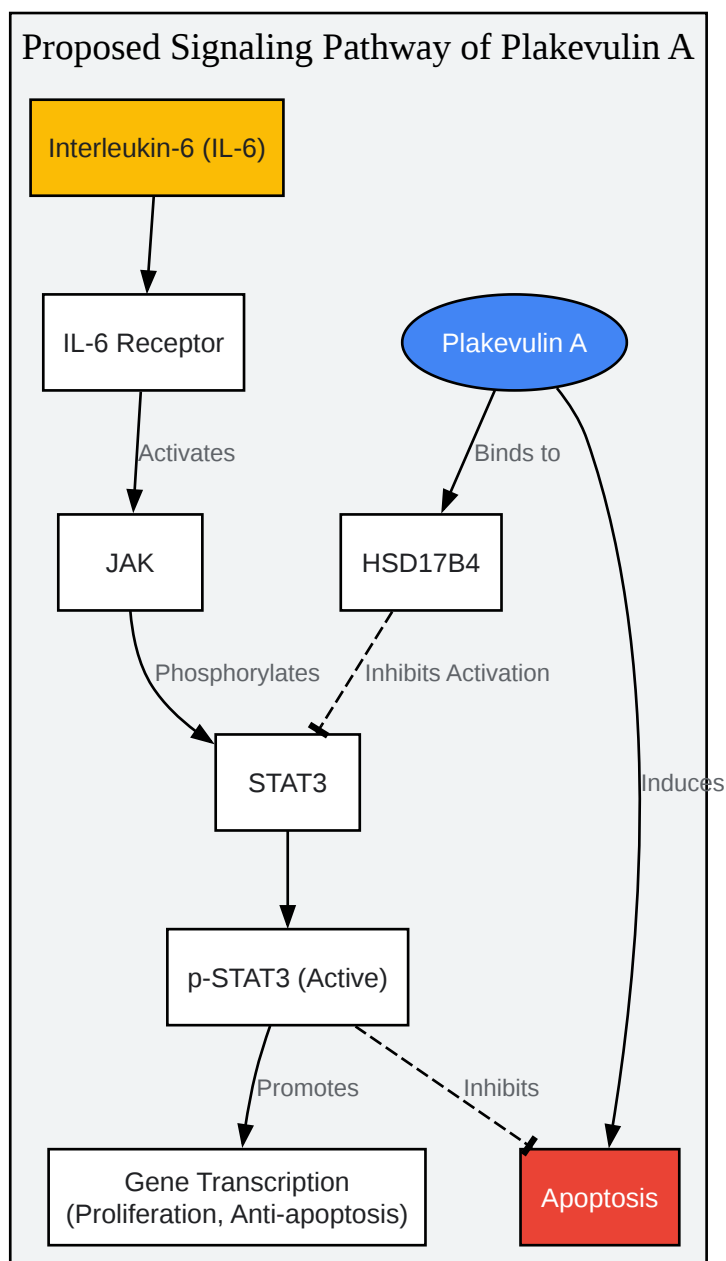 Proposed Signaling Pathway of Plakevulin A
Interleukin-6 (IL-6)
IL-6 Receptor
Plakevulin A
Activates
Binds to
JAK
HSD17B4
Phosphorylates
Inhibits Activation
STAT3
Induces
p-STAT3 (Active)
Promotes
Inhibits
Gene Transcription
(Proliferation, Anti-apoptosis)
Apoptosis